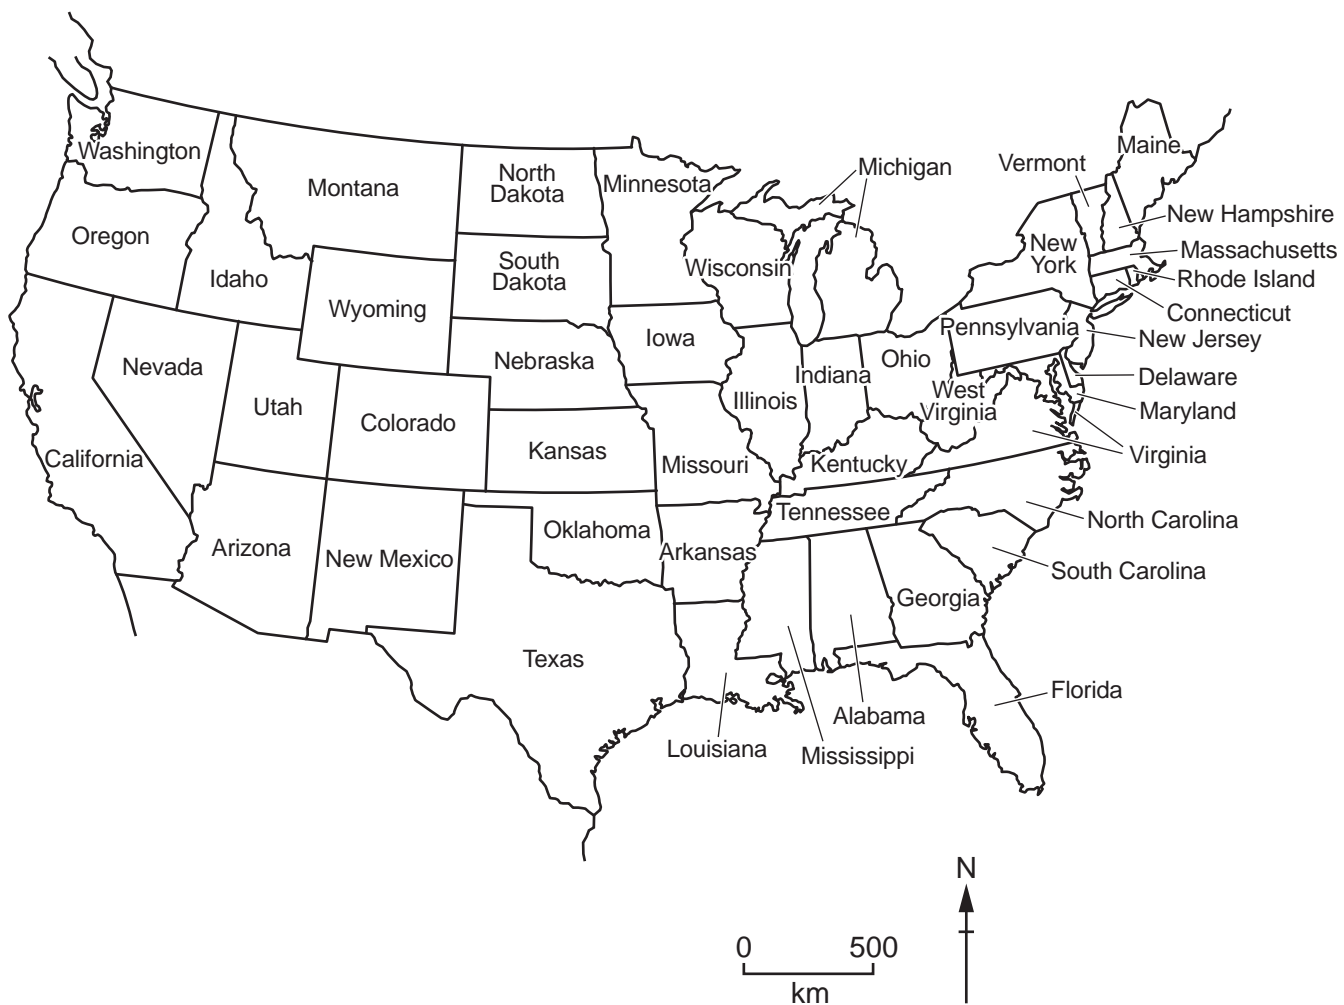 Washington
Montana
North
Dakota
Minnesota
Michigan
Vermont
Maine
Oregon
Idaho
Wyoming
South
Dakota
Wisconsin
New
York
New Hampshire
Massachusetts
Rhode Island
Connecticut
Nevada
Utah
Colorado
Nebraska
Iowa
Illinois
Indiana
Ohio
Pennsylvania
New Jersey
West
Virginia
Delaware
Maryland
Virginia
California
Kansas
Missouri
Kentucky
Arizona
New Mexico
Oklahoma
Arkansas
Tennessee
North Carolina
South Carolina
Georgia
Texas
Louisiana
Mississippi
Alabama
Florida
N
0 500
km